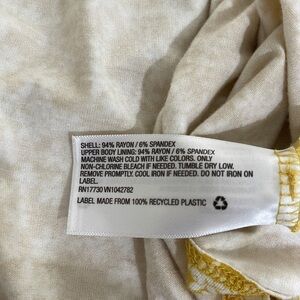 SHELL: 94% RAYON / 6% SPANDEX
UPPER BODY LINING: 94% RAYON / 6% SPANDEX
MACHINE WASH COLD WITH LIKE COLORS. ONLY
NON-CHLORINE BLEACH IF NEEDED. TUMBLE DRY LOW.
REMOVE PROMPTLY. COOL IRON IF NEEDED. DO NOT IRON ON
LABEL.
RN17730 VN1042782
LABEL MADE FROM 100% RECYCLED PLASTIC